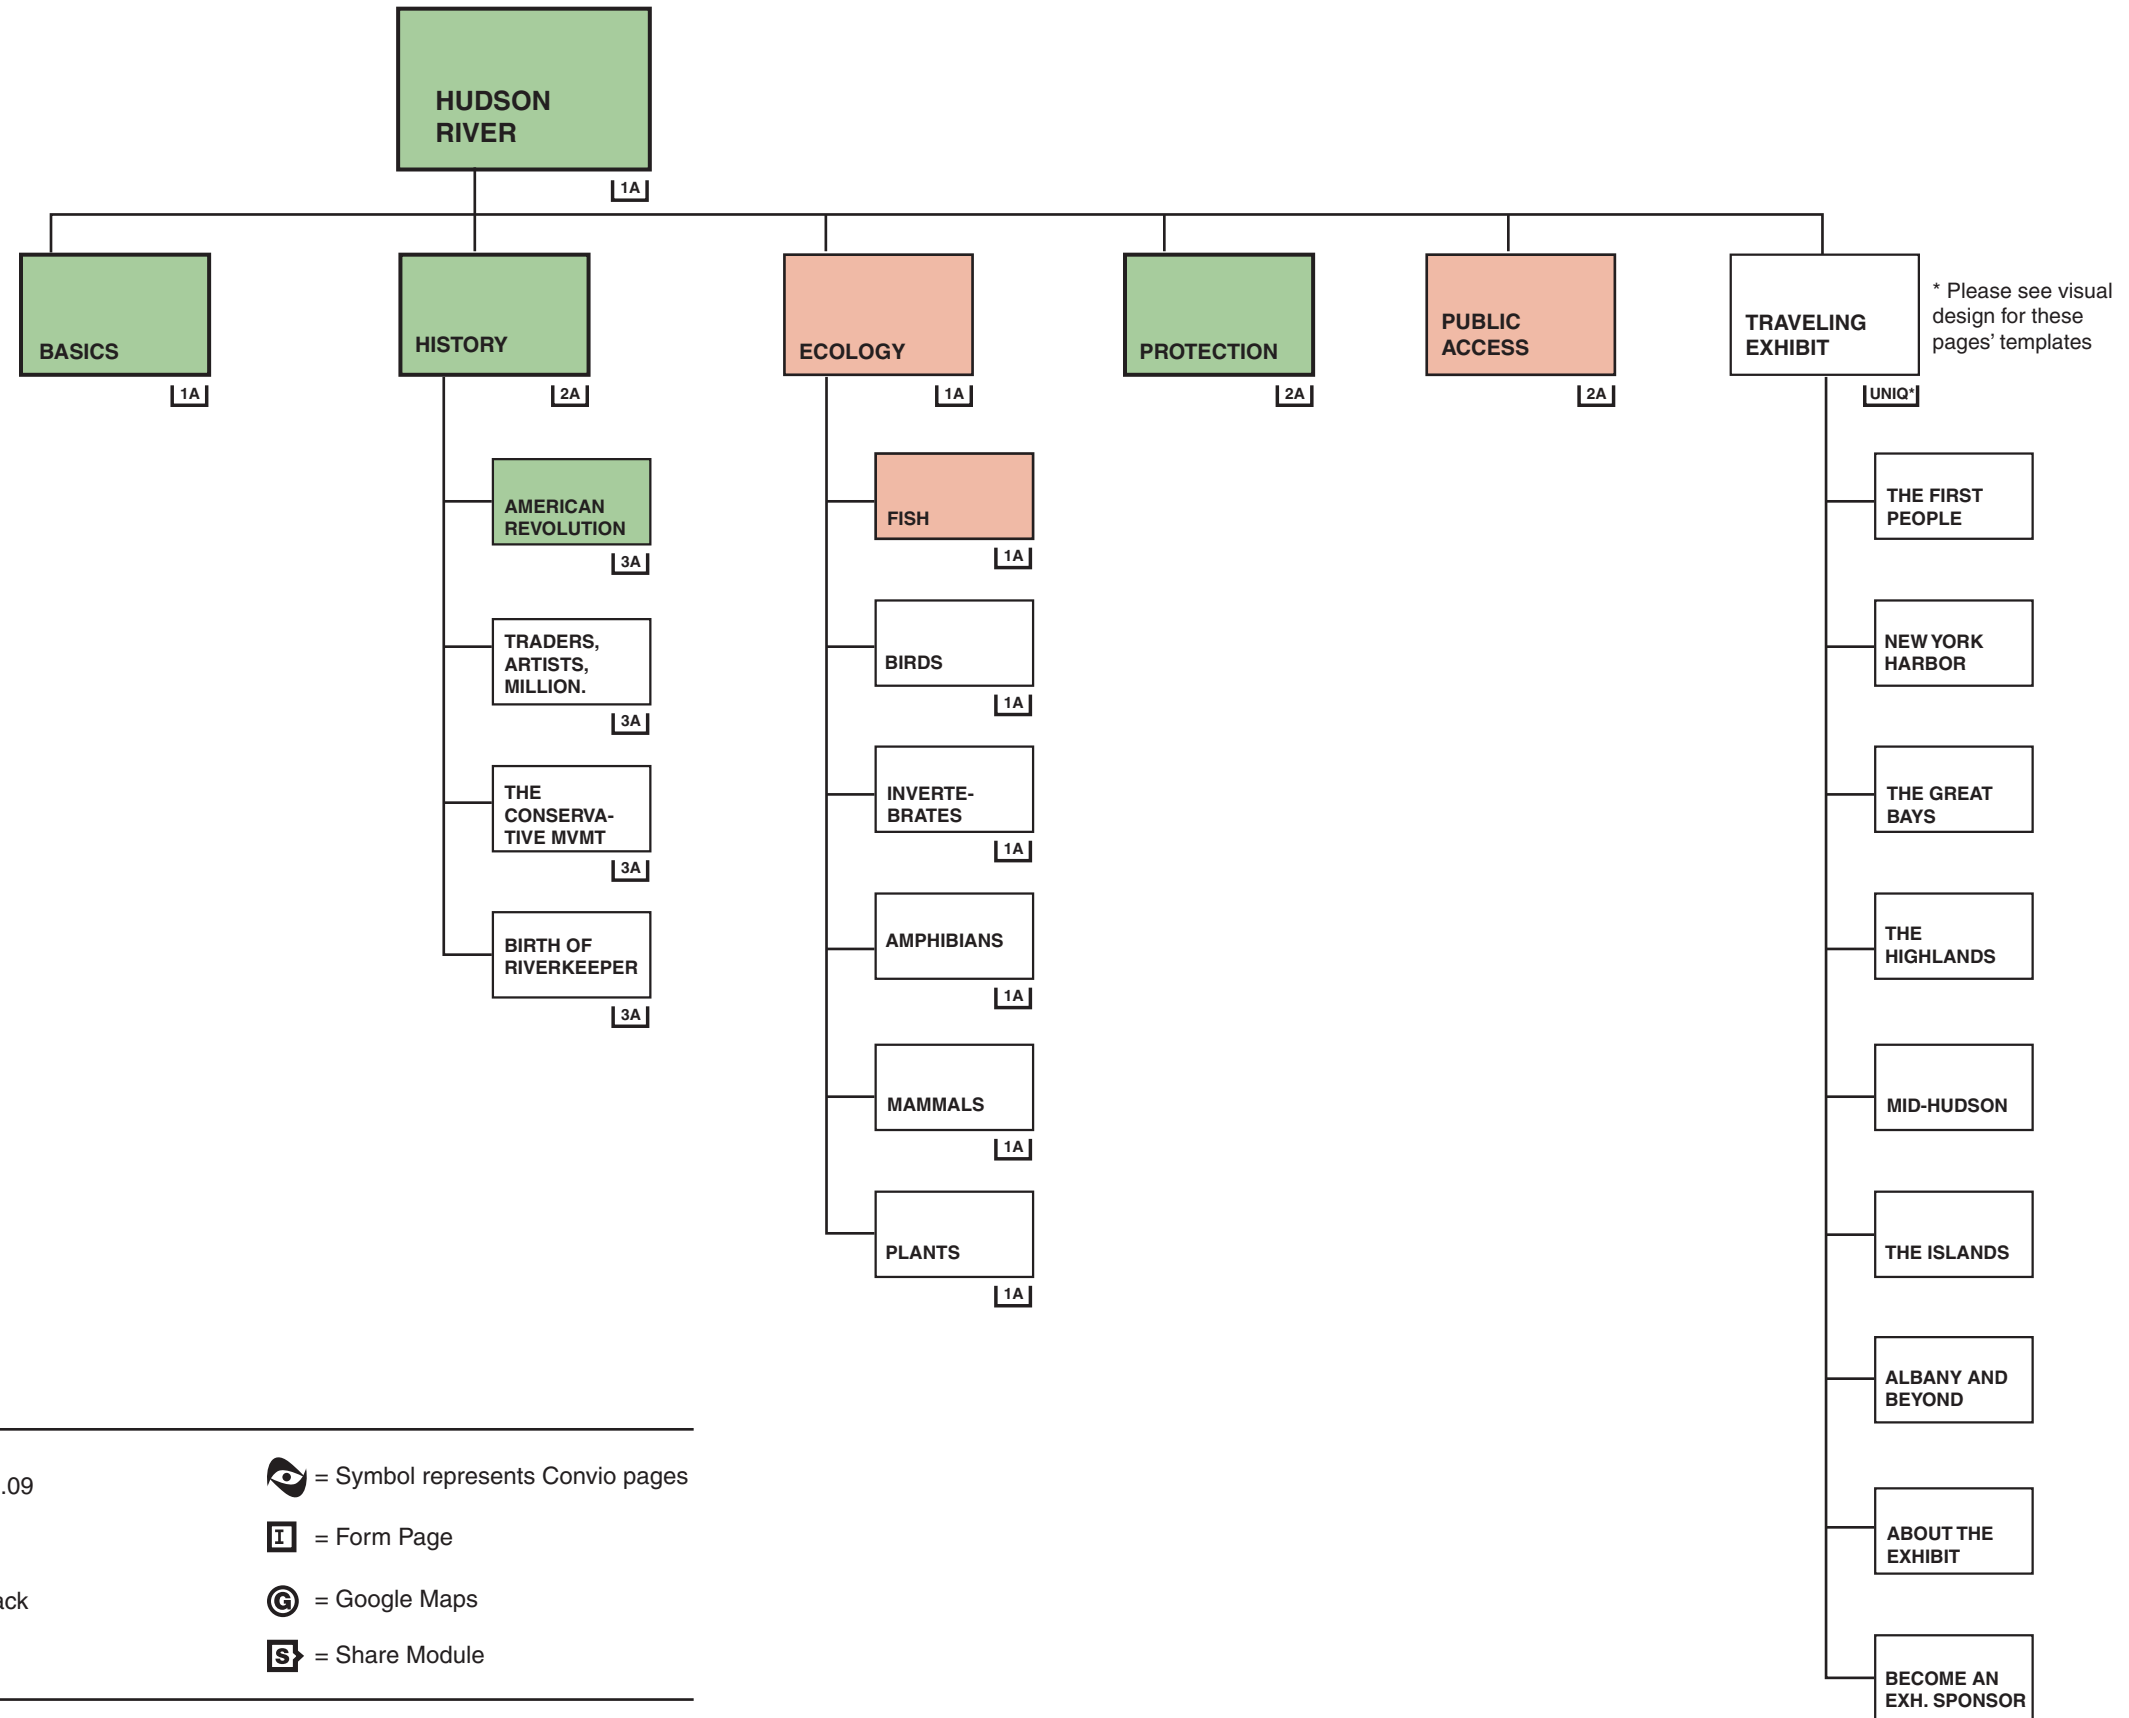 HUDSON
RIVER
1A
BASICS
1A
HISTORY
2A
ECOLOGY
1A
PROTECTION
2A
PUBLIC
ACCESS
2A
TRAVELING
EXHIBIT
UNIQ*
* Please see visual
design for these
pages’ templates
AMERICAN
REVOLUTION
3A
TRADERS,
ARTISTS,
MILLION.
3A
THE
CONSERVA-
TIVE MVMT
3A
BIRTH OF
RIVERKEEPER
3A
FISH
1A
BIRDS
1A
INVERTE-
BRATES
1A
AMPHIBIANS
1A
MAMMALS
1A
PLANTS
1A
THE FIRST
PEOPLE
NEW YORK
HARBOR
THE GREAT
BAYS
THE
HIGHLANDS
MID-HUDSON
THE ISLANDS
ALBANY AND
BEYOND
ABOUT THE
EXHIBIT
BECOME AN
EXH. SPONSOR
.09
ack
= Symbol represents Convio pages
I = Form Page
G = Google Maps
S = Share Module